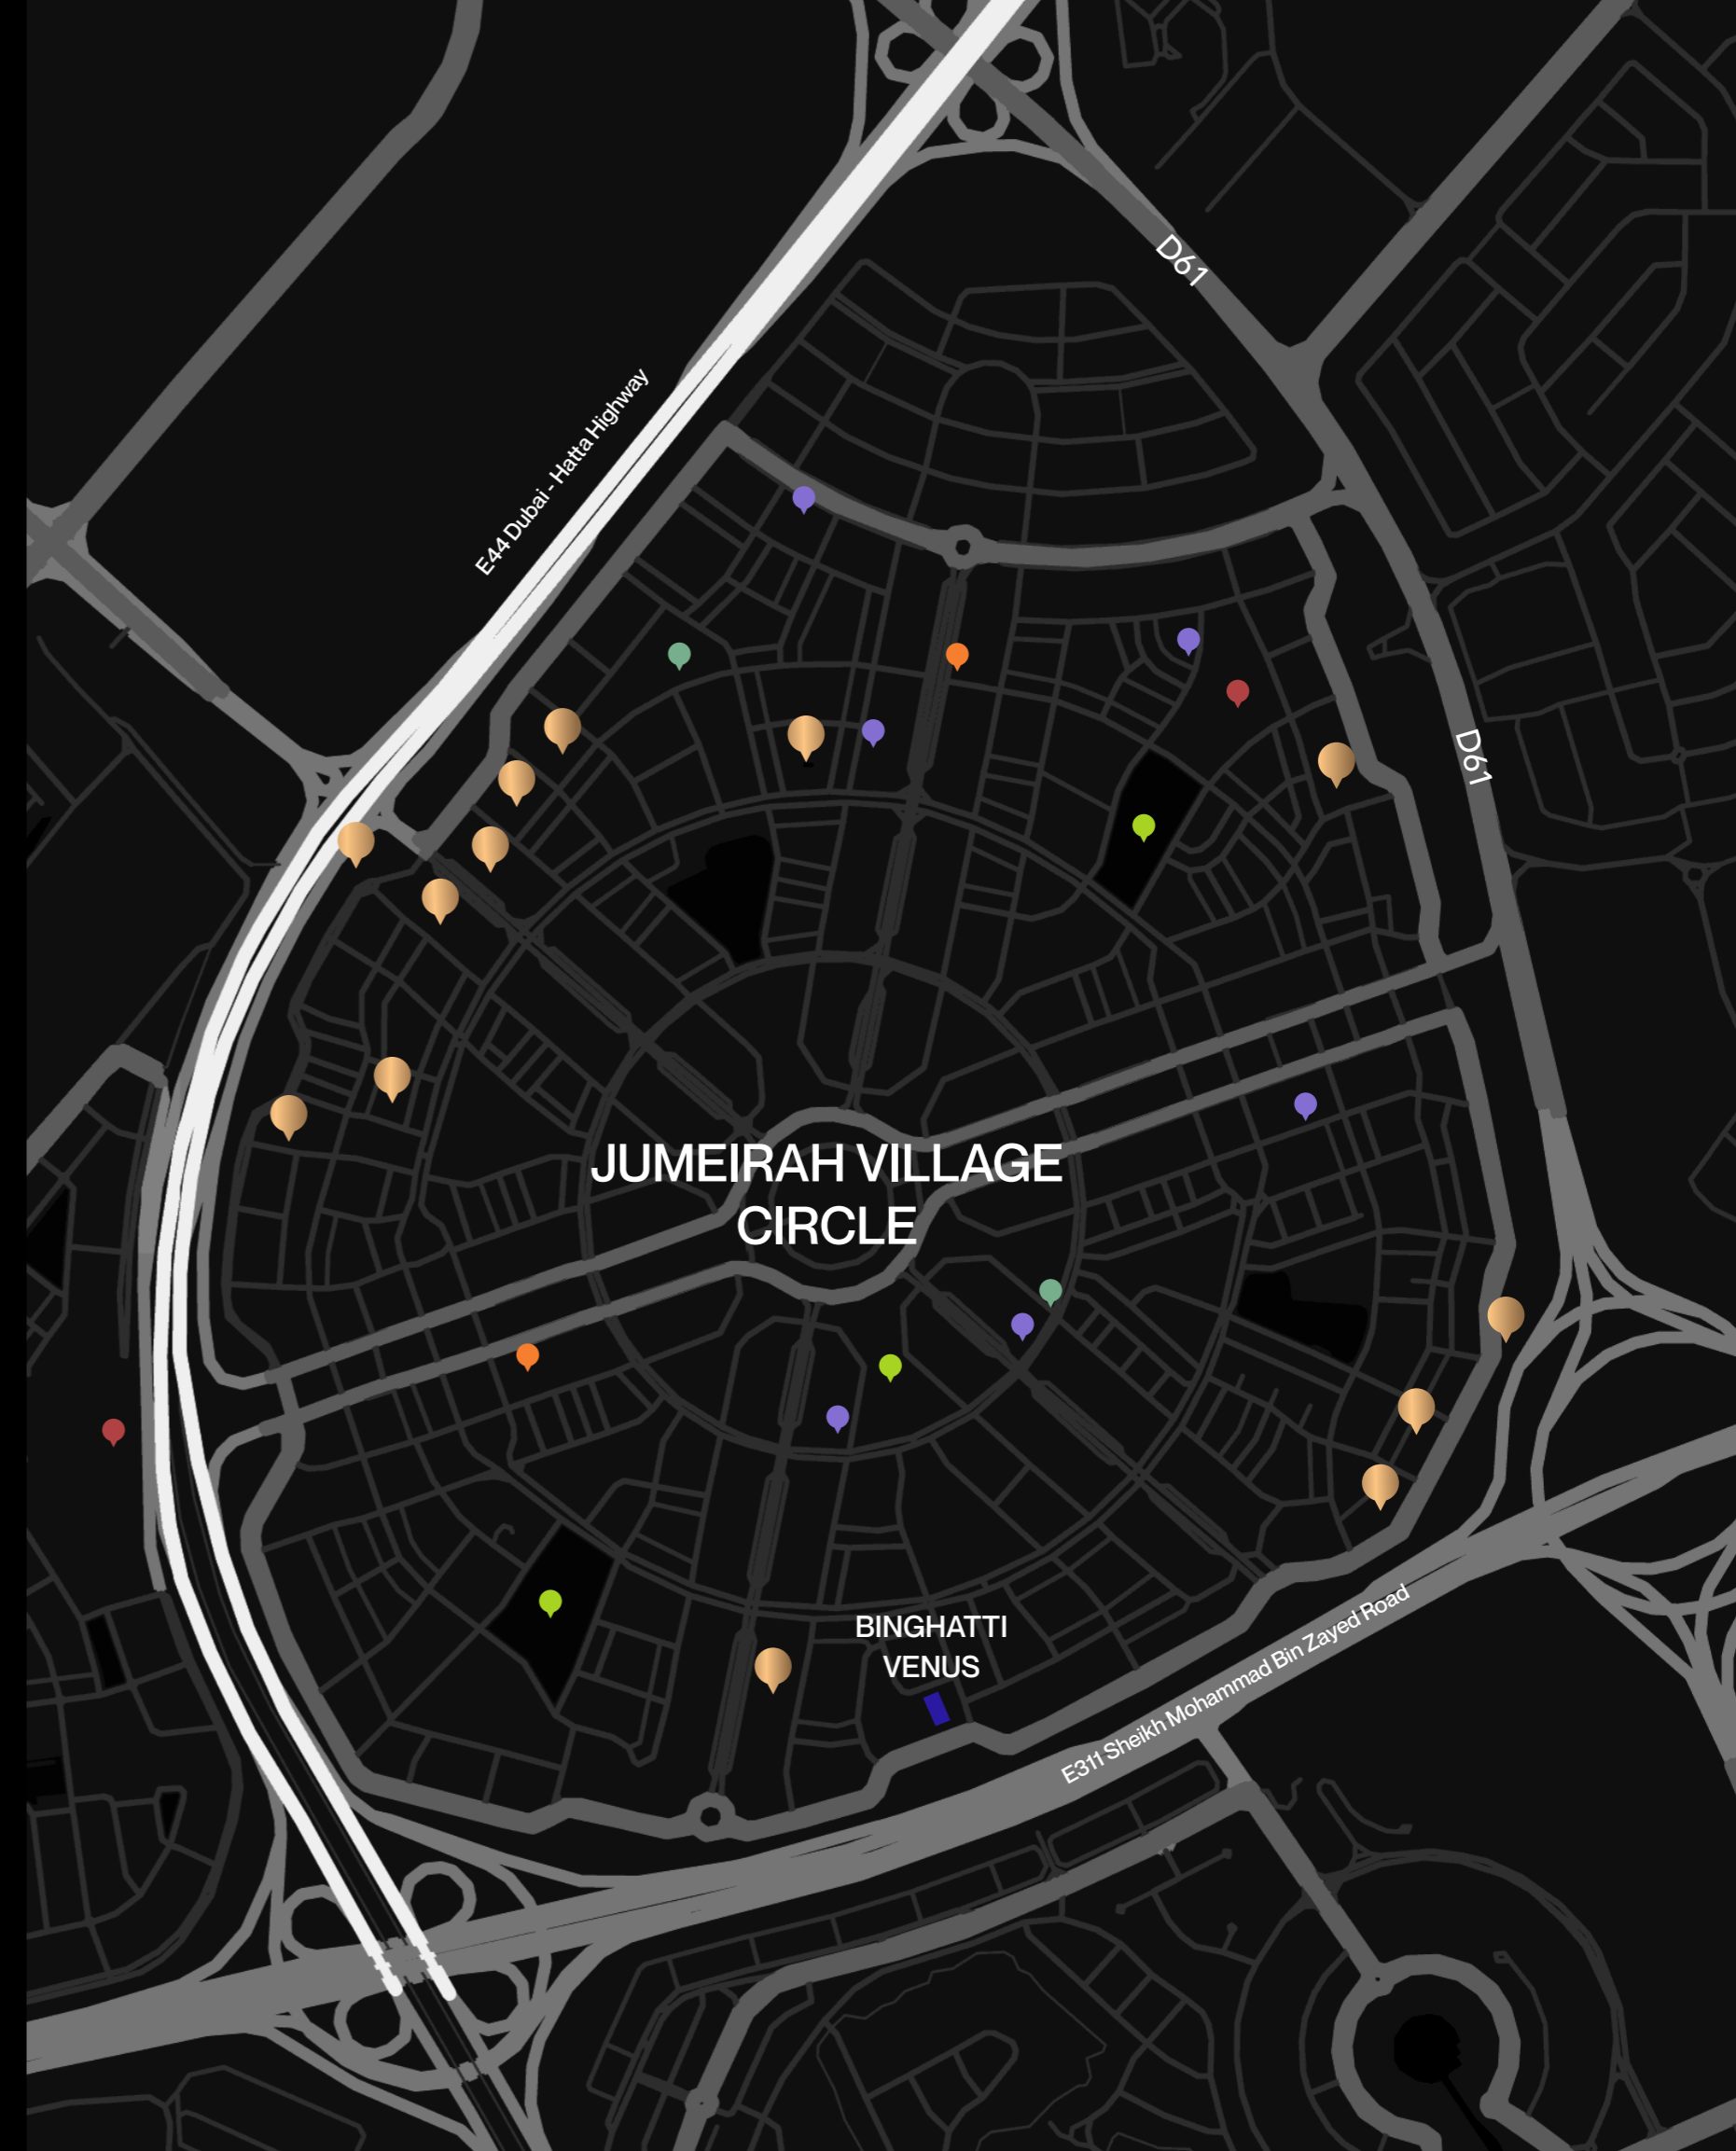 D61
E44 Dubai - Hatta Highway
D61
JUMEIRAH VILLAGE
CIRCLE
BINGHATTI
VENUS
E311 Sheikh Mohammad Bin Zayed Road